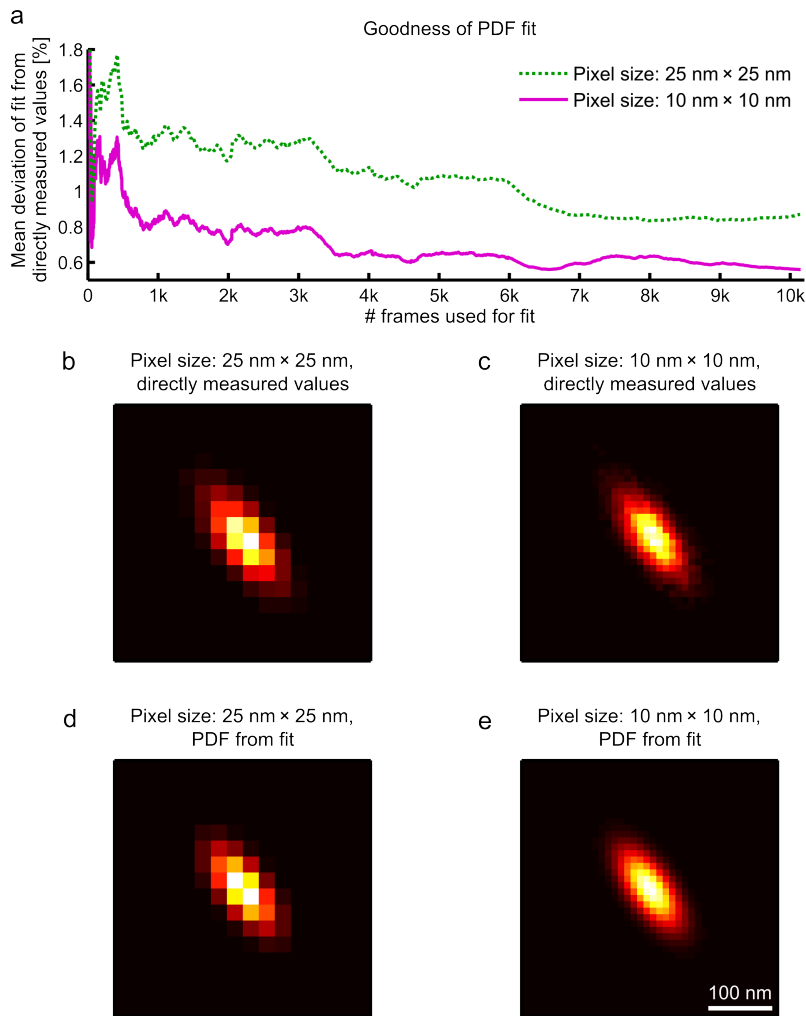 a
Goodness of PDF fit
Mean deviation of fit from
directly measured values [%]
1.8
1.6
1.4
1.2
1
0.8
0.6
Pixel size: 25 nm × 25 nm
Pixel size: 10 nm × 10 nm
0 1k 2k 3k 4k 5k 6k 7k 8k 9k 10k
# frames used for fit
b
Pixel size: 25 nm × 25 nm,
directly measured values
c
Pixel size: 10 nm × 10 nm,
directly measured values
d
Pixel size: 25 nm × 25 nm,
PDF from fit
e
Pixel size: 10 nm × 10 nm,
PDF from fit
100 nm